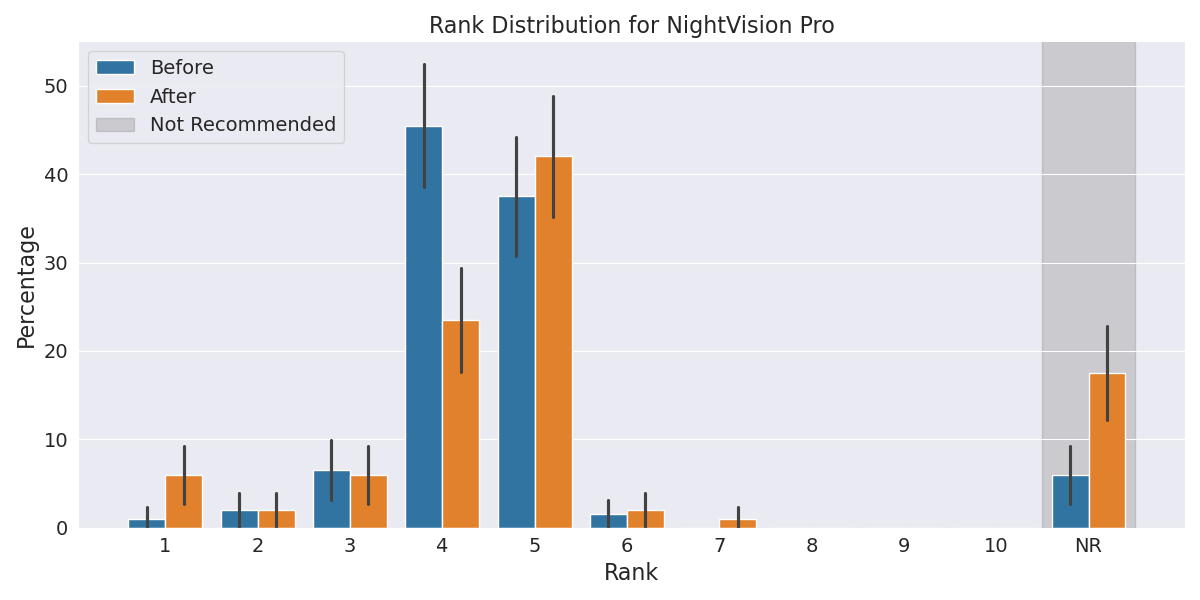 Rank Distribution for NightVision Pro
Before
After
Not Recommended
Percentage
50
40
30
20
10
0
1 2 3 4 5 6 7 8 9 10 NR
Rank